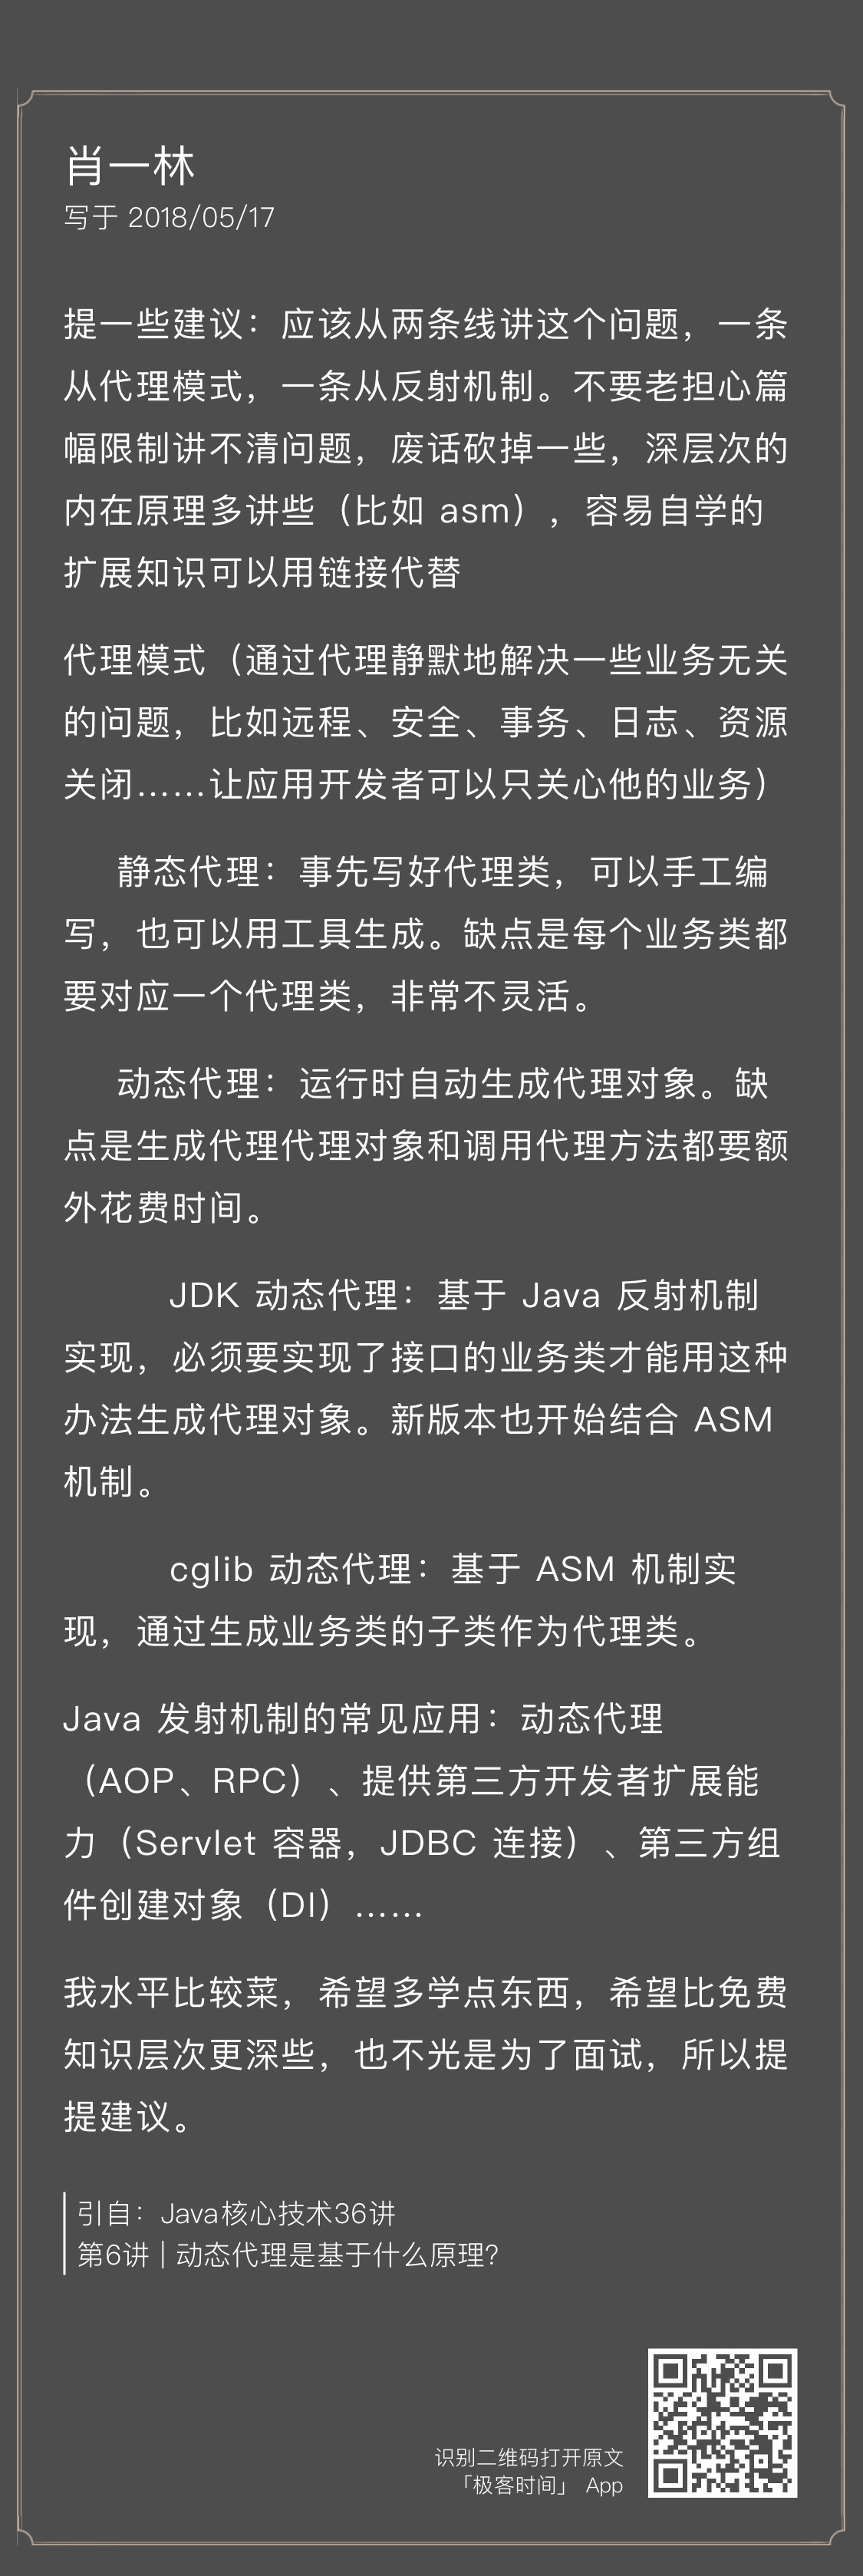 肖一林
写于 2018/05/17
提一些建议：应该从两条线讲这个问题，一条
从代理模式，一条从反射机制。不要老担心篇
幅限制讲不清问题，废话砍掉一些，深层次的
内在原理多讲些（比如 asm），容易自学的
扩展知识可以用链接代替
代理模式（通过代理静默地解决一些业务无关
的问题，比如远程、安全、事务、日志、资源
关闭……让应用开发者可以只关心他的业务）
静态代理：事先写好代理类，可以手工编
写，也可以用工具生成。缺点是每个业务类都
要对应一个代理类，非常不灵活。
动态代理：运行时自动生成代理对象。缺
点是生成代理代理对象和调用代理方法都要额
外花费时间。
JDK 动态代理：基于 Java 反射机制
实现，必须要实现了接口的业务类才能用这种
办法生成代理对象。新版本也开始结合 ASM
机制。
cglib 动态代理：基于 ASM 机制实
现，通过生成业务类的子类作为代理类。
Java 发射机制的常见应用：动态代理
（AOP、RPC）、提供第三方开发者扩展能
力（Servlet 容器，JDBC 连接）、第三方组
件创建对象（DI）……
我水平比较菜，希望多学点东西，希望比免费
知识层次更深些，也不光是为了面试，所以提
提建议。
引自：Java核心技术36讲
第6讲 | 动态代理是基于什么原理?
识别二维码打开原文
「极客时间」 App